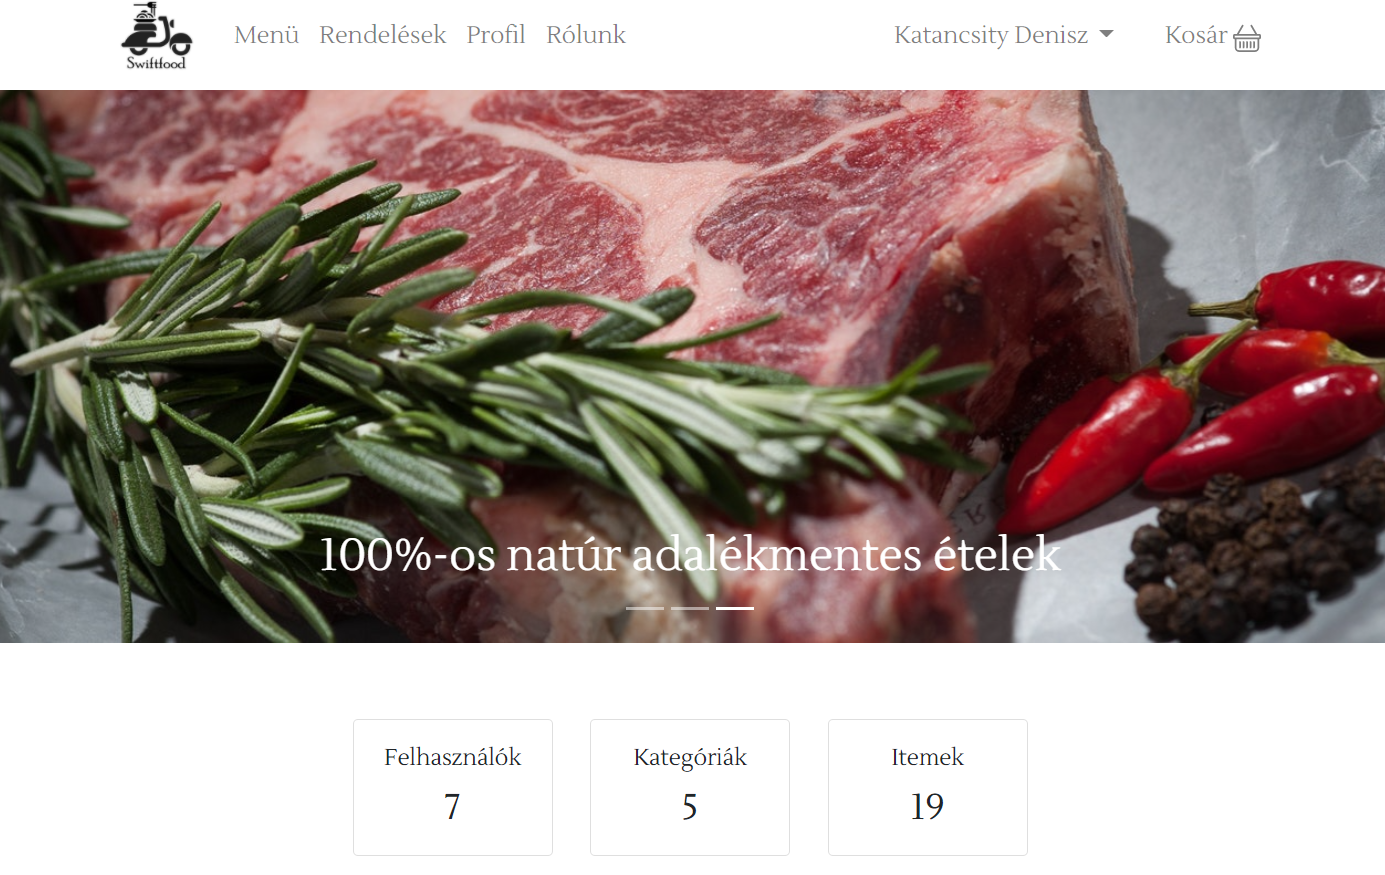 Swiftfood
Menü Rendelések Profil Rólunk Katancsity Denisz Kosár
100%-os natúr adalékmentes ételek
Felhasználók Kategóriák Itemek
7 5 19